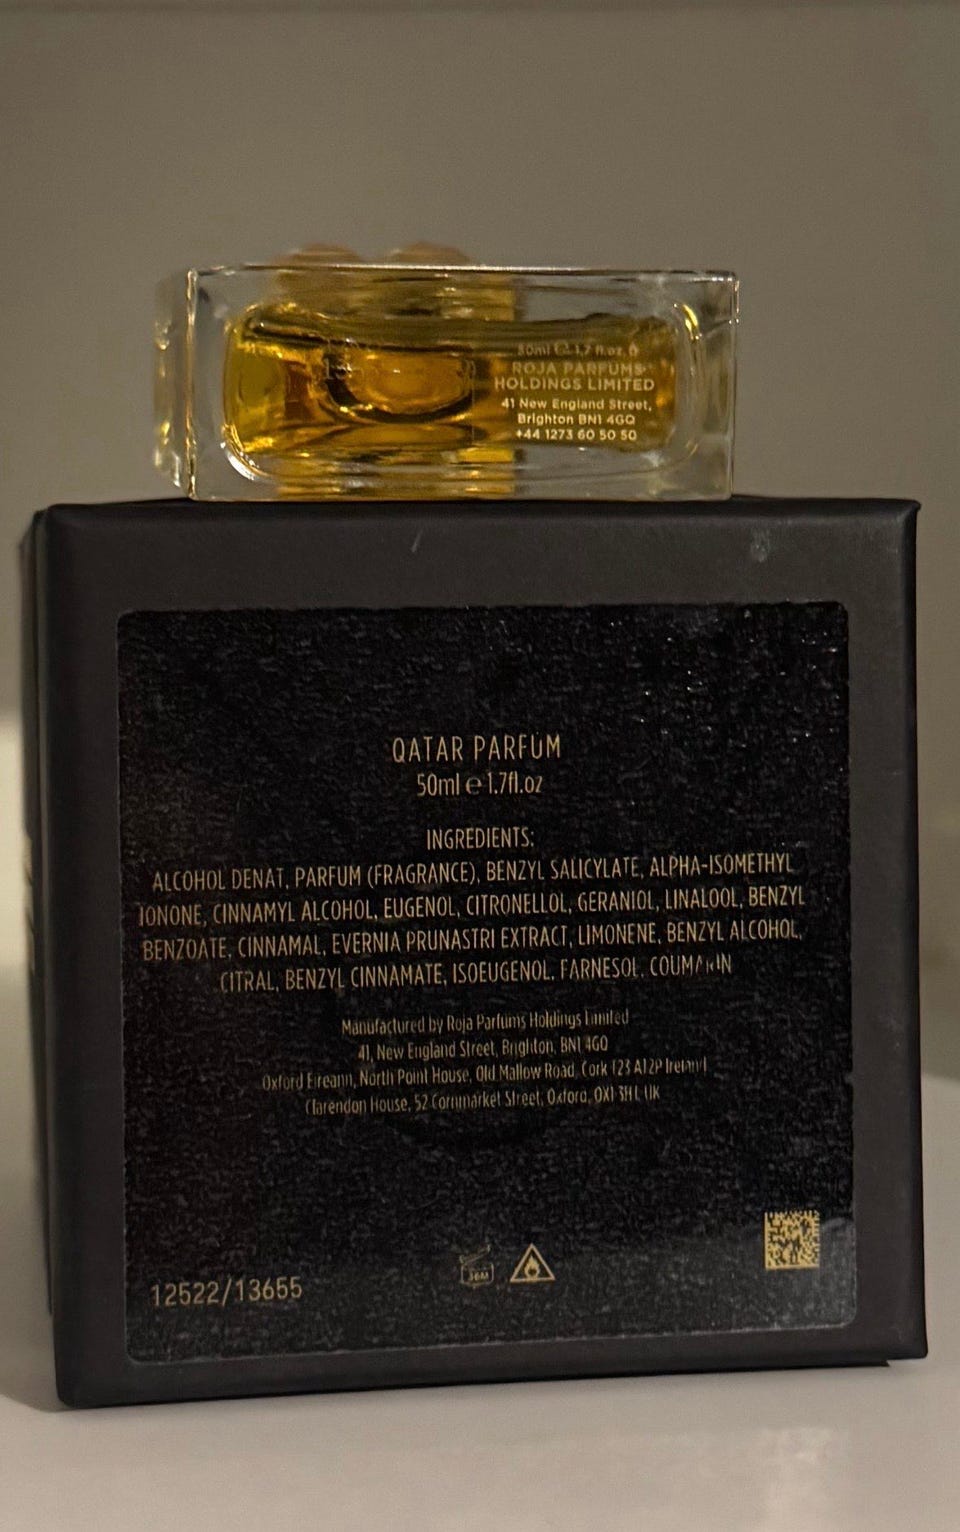 50ml e 1.7 fl.oz.
ROJA PARFUMS
HOLDINGS LIMITED
41 New England Street,
Brighton BN1 4GQ
+44 1273 60 50 50
QATAR PARFUM
50ml e 1.7fl.oz
INGREDIENTS:
ALCOHOL DENAT, PARFUM (FRAGRANCE), BENZYL SALICYLATE, ALPHA-ISOMETHYL
IONONE, CINNAMYL ALCOHOL, EUGENOL, CITRONELLOL, GERANIOL, LINALOOL, BENZYL
BENZOATE, CINNAMAL, EVERNIA PRUNASTRI EXTRACT, LIMONENE, BENZYL ALCOHOL,
CITRAL, BENZYL CINNAMATE, ISOEUGENOL, FARNESOL, COUMARIN
Manufactured by Roja Parfums Holdings Limited
41, New England Street, Brighton, BN1 4GQ
Oxford Eireann, North Point House, Old Mallow Road, Cork T23 AT2P Ireland
Clarendon House, 52 Cornmarket Street, Oxford, OX1 3HJ, UK
36M
12522/13655